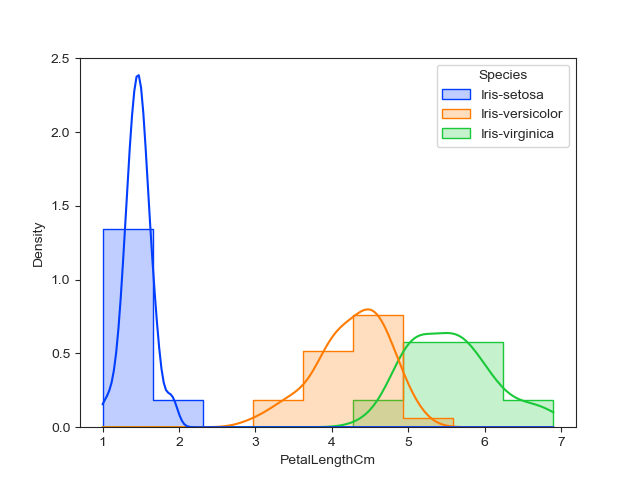 2.5
2.0
1.5
1.0
0.5
0.0
Density
Species
Iris-setosa
Iris-versicolor
Iris-virginica
1 2 3 4 5 6 7
PetalLengthCm